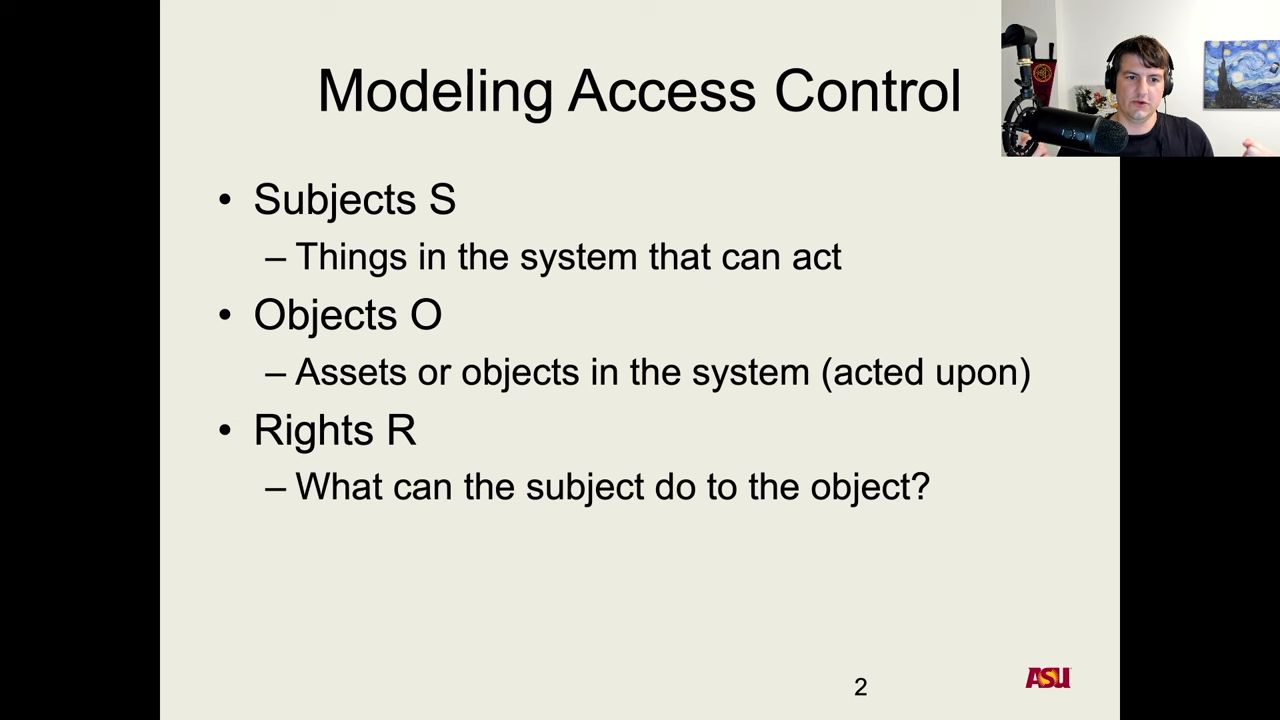 Modeling Access Control
• Subjects S
– Things in the system that can act
• Objects O
– Assets or objects in the system (acted upon)
• Rights R
– What can the subject do to the object?
2
ASU